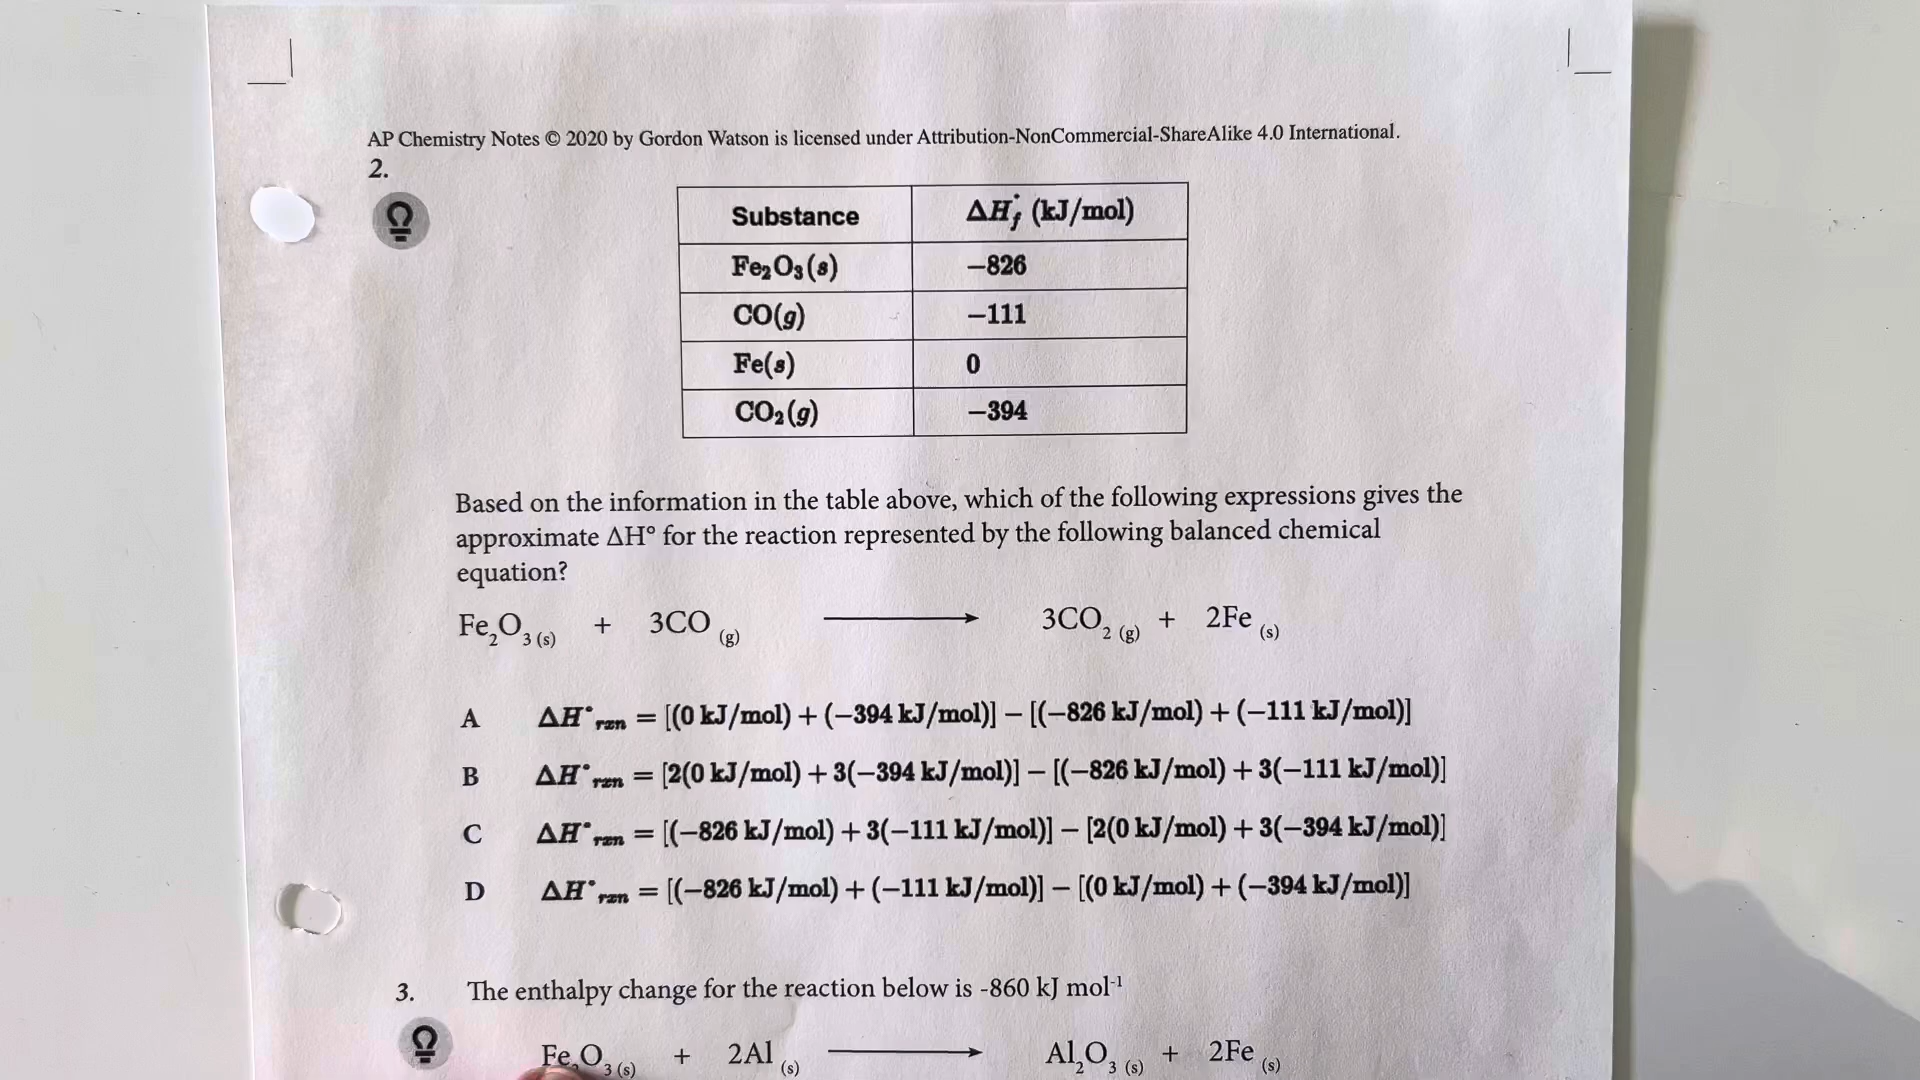 AP Chemistry Notes © 2020 by Gordon Watson is licensed under Attribution-NonCommercial-ShareAlike 4.0 International.
2.
Substance ΔH°f (kJ/mol)
Fe₂O₃(s) −826
CO(g) −111
Fe(s) 0
CO₂(g) −394
Based on the information in the table above, which of the following expressions gives the
approximate ΔH° for the reaction represented by the following balanced chemical
equation?
Fe₂O₃ (s) + 3CO (g) ⟶ 3CO₂ (g) + 2Fe (s)
A ΔH°rxn = [(0 kJ/mol) + (−394 kJ/mol)] − [(−826 kJ/mol) + (−111 kJ/mol)]
B ΔH°rxn = [2(0 kJ/mol) + 3(−394 kJ/mol)] − [(−826 kJ/mol) + 3(−111 kJ/mol)]
C ΔH°rxn = [(−826 kJ/mol) + 3(−111 kJ/mol)] − [2(0 kJ/mol) + 3(−394 kJ/mol)]
D ΔH°rxn = [(−826 kJ/mol) + (−111 kJ/mol)] − [(0 kJ/mol) + (−394 kJ/mol)]
3. The enthalpy change for the reaction below is -860 kJ mol⁻¹
Fe₂O₃ (s) + 2Al (s) ⟶ Al₂O₃ (s) + 2Fe (s)